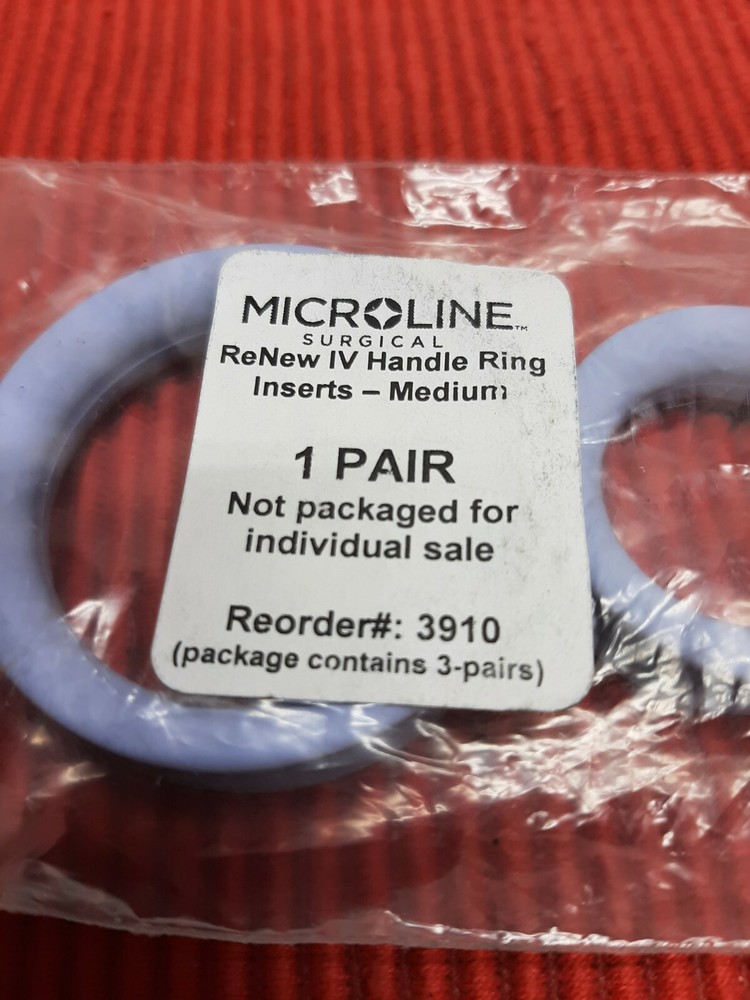 MICROLINE™
SURGICAL
ReNew IV Handle Ring
Inserts – Medium
1 PAIR
Not packaged for
individual sale
Reorder#: 3910
(package contains 3-pairs)